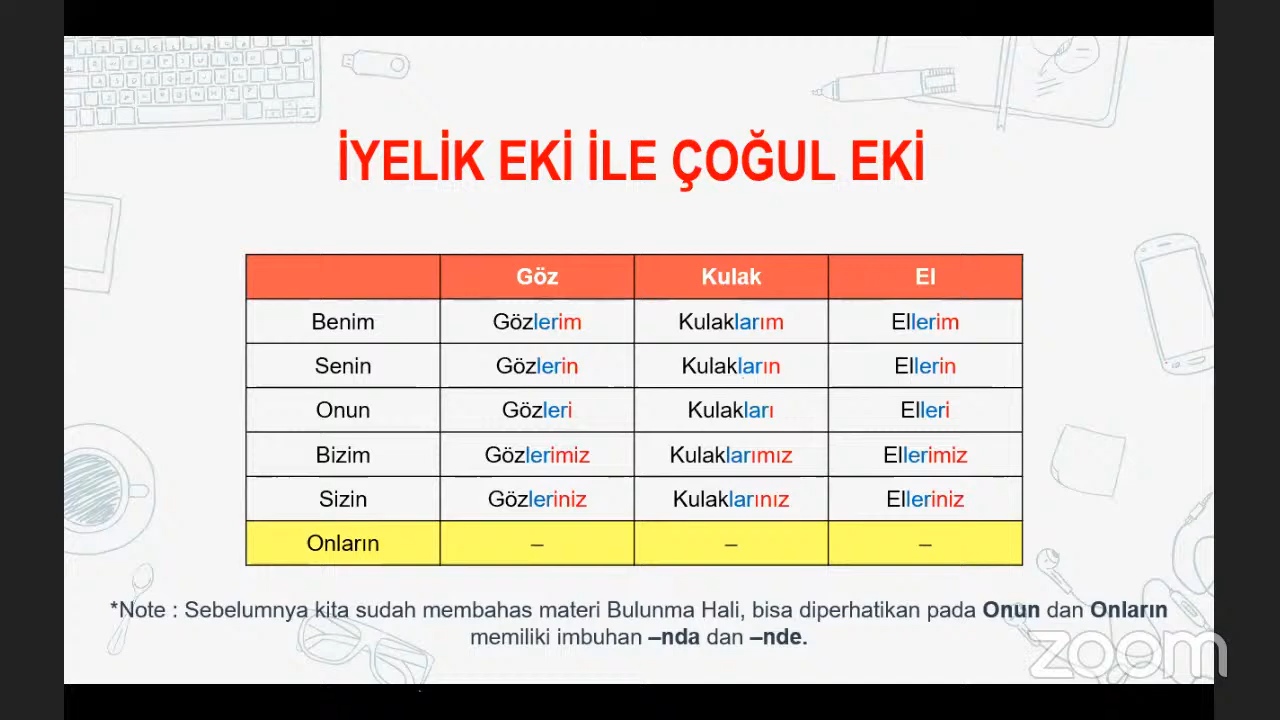 İYELİK EKİ İLE ÇOĞUL EKİ
Göz Kulak El
Benim Gözlerim Kulaklarım Ellerim
Senin Gözlerin Kulakların Ellerin
Onun Gözleri Kulakları Elleri
Bizim Gözlerimiz Kulaklarımız Ellerimiz
Sizin Gözleriniz Kulaklarınız Elleriniz
Onların – – –
*Note : Sebelumnya kita sudah membahas materi Bulunma Hali, bisa diperhatikan pada Onun dan Onların
memiliki imbuhan –nda dan –nde.
zoom